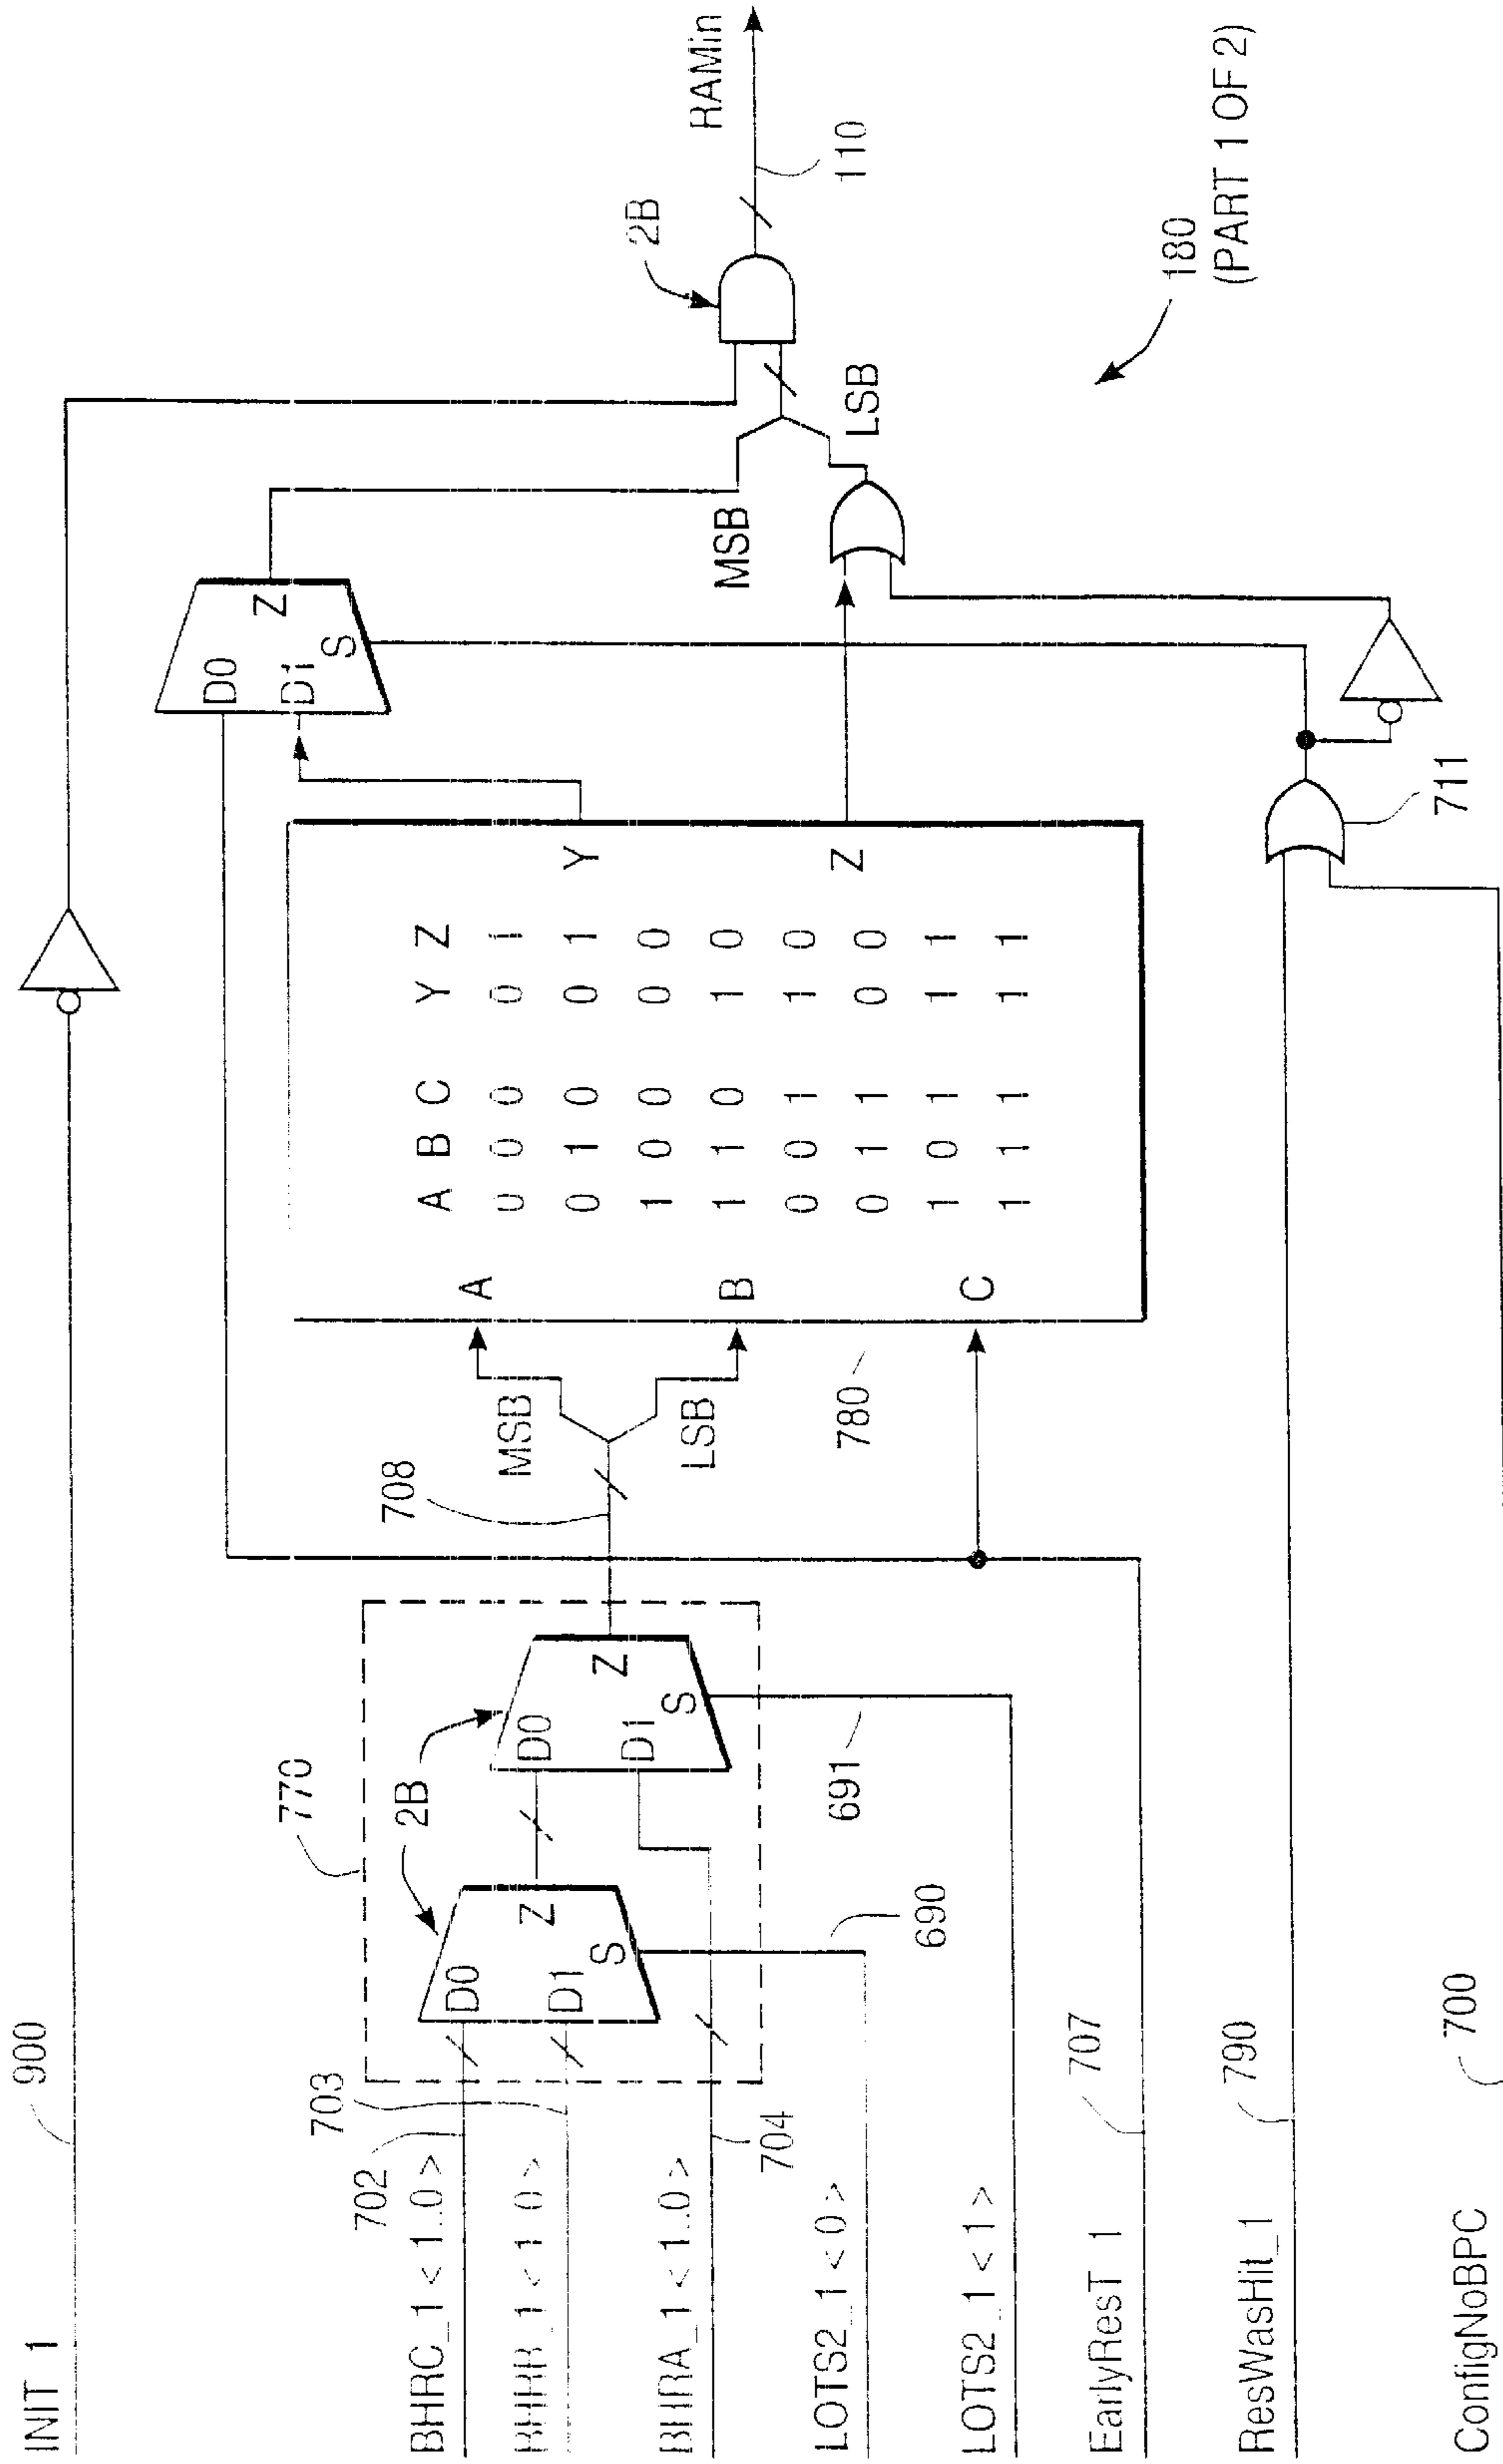 INIT_1
900
BHRC_1 <1..0>
702
BHRB_1 <1 0>
703
BHRA_1 <1..0>
704
LOTS2_1 <0>
690
LOTS2_1 <1>
691
EarlyResT 1
707
ResWasHit_1
790
ConfigNoBPC
700
770
2B
D0
D1
S
Z
D0
D1
S
Z
708
MSB
LSB
780
A
B
C
A B C Y Z
0 0 0 0 1
0 1 0 0 1
1 0 0 0 0
1 1 0 1 0
0 0 1 1 0
0 1 1 0 0
1 0 1 1 1
1 1 1 1 1
Y
Z
D0
D1
S
Z
711
MSB
LSB
2B
RAMin
110
180
(PART 1 OF 2)